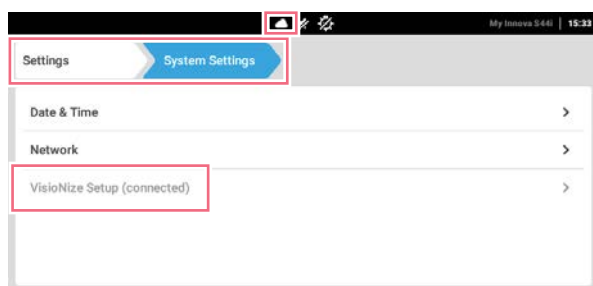 My Innova S44i | 15:33
Settings
System Settings
Date & Time
Network
VisioNize Setup (connected)